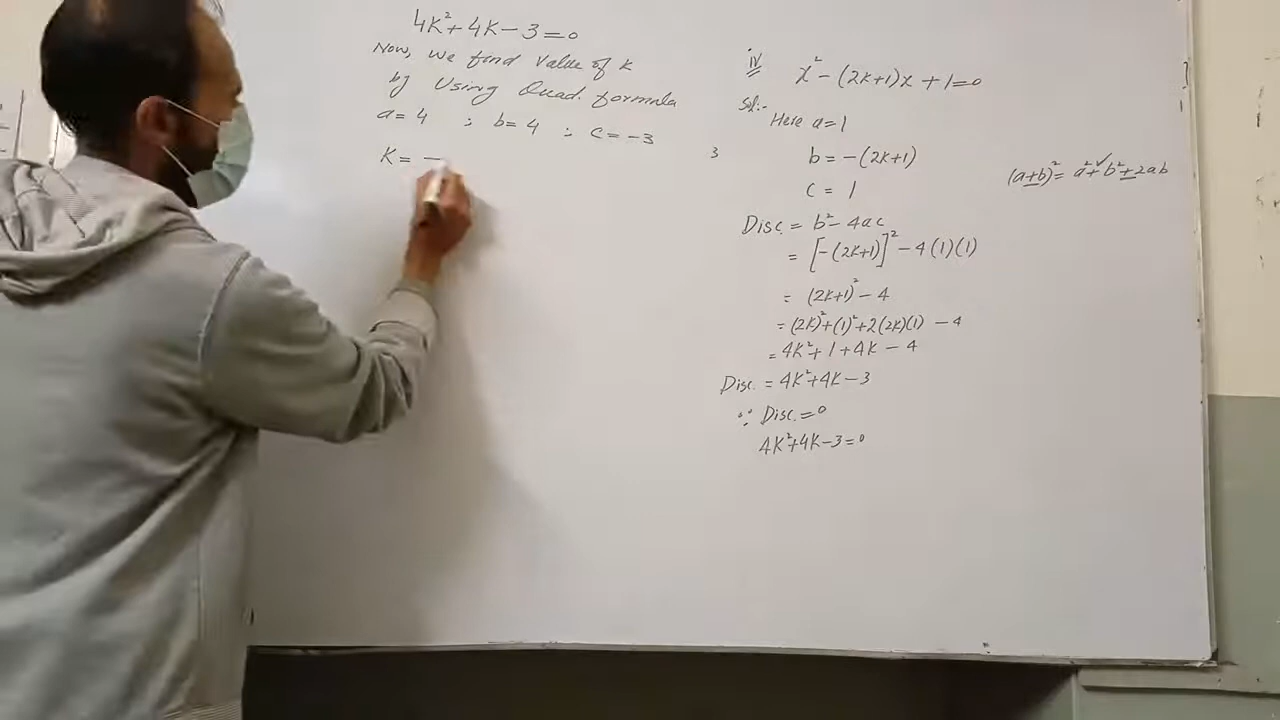 4K²+4K-3=0
Now, we find Value of K
by Using Quad. formula
a=4 ; b=4 ; c=-3
K= -
iv x²-(2K+1)x+1=0
Sol:-
Here a=1
3 b=-(2K+1)
c=1
Disc.=b²-4ac
=[-(2K+1)]²-4(1)(1)
=(2K+1)²-4
=(2K)²+(1)²+2(2K)(1)-4
=4K²+1+4K-4
Disc.=4K²+4K-3
∵ Disc.=0
4K²+4K-3=0
(a+b)²=a²+b²+2ab